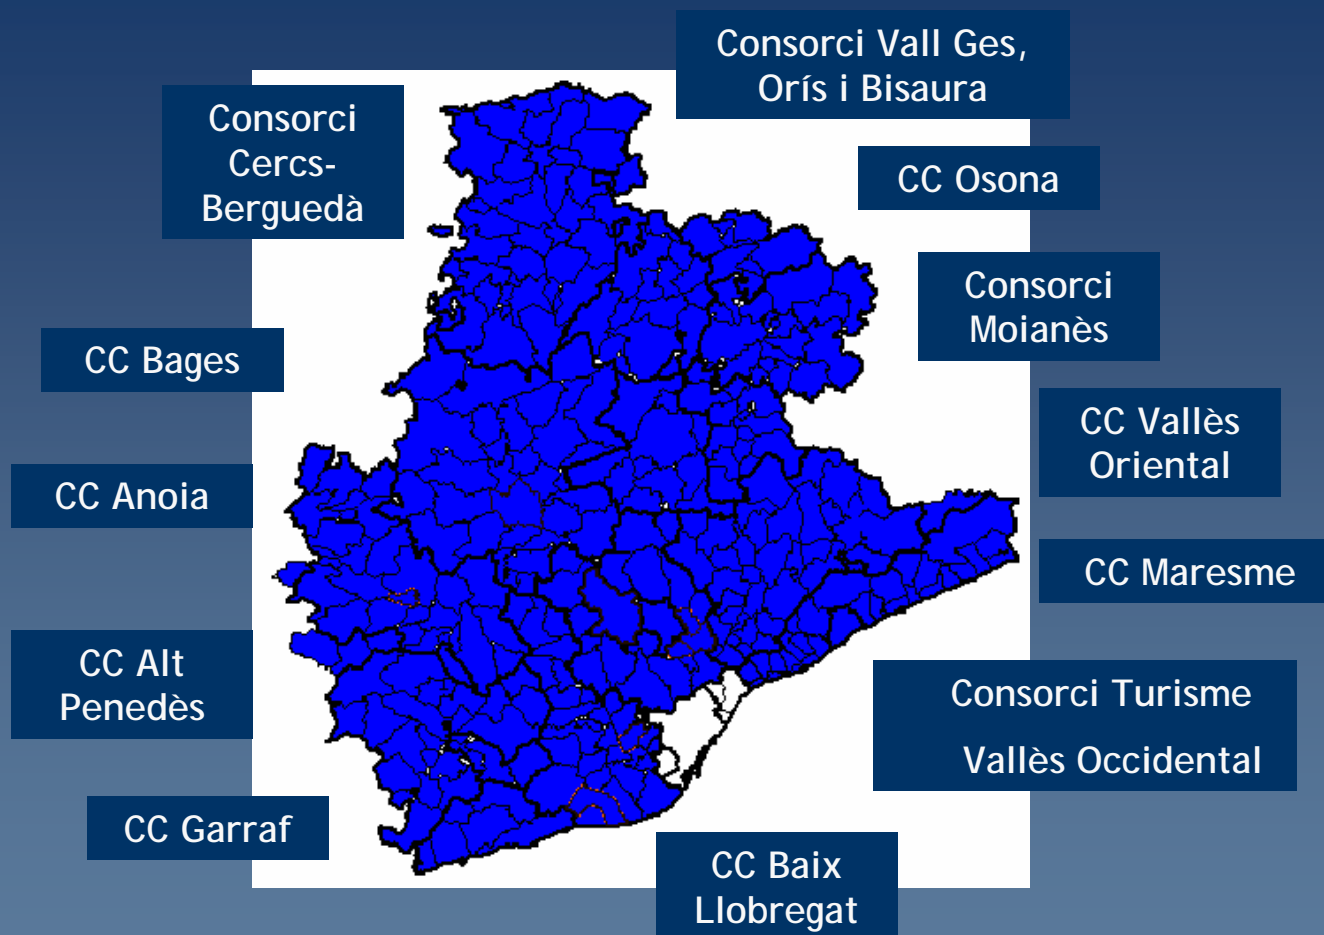 Consorci Vall Ges,
Orís i Bisaura
Consorci
Cercs-
Berguedà
CC Osona
Consorci
Moianès
CC Bages
CC Vallès
Oriental
CC Anoia
CC Maresme
CC Alt
Penedès
Consorci Turisme
Vallès Occidental
CC Garraf
CC Baix
Llobregat